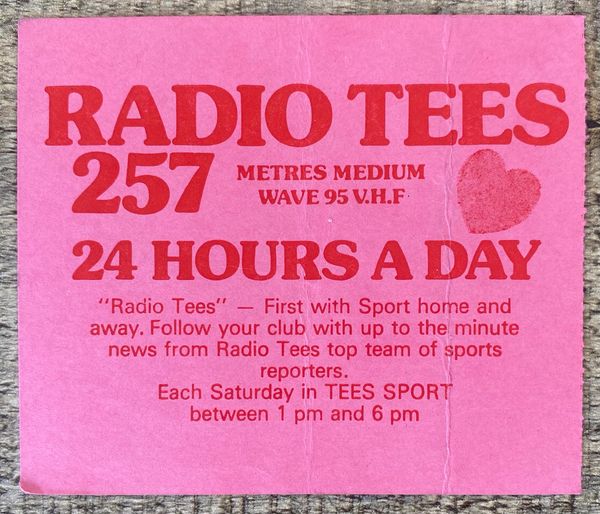 RADIO TEES
257 METRES MEDIUM
WAVE 95 V.H.F
24 HOURS A DAY
"Radio Tees" — First with Sport home and
away. Follow your club with up to the minute
news from Radio Tees top team of sports
reporters.
Each Saturday in TEES SPORT
between 1 pm and 6 pm